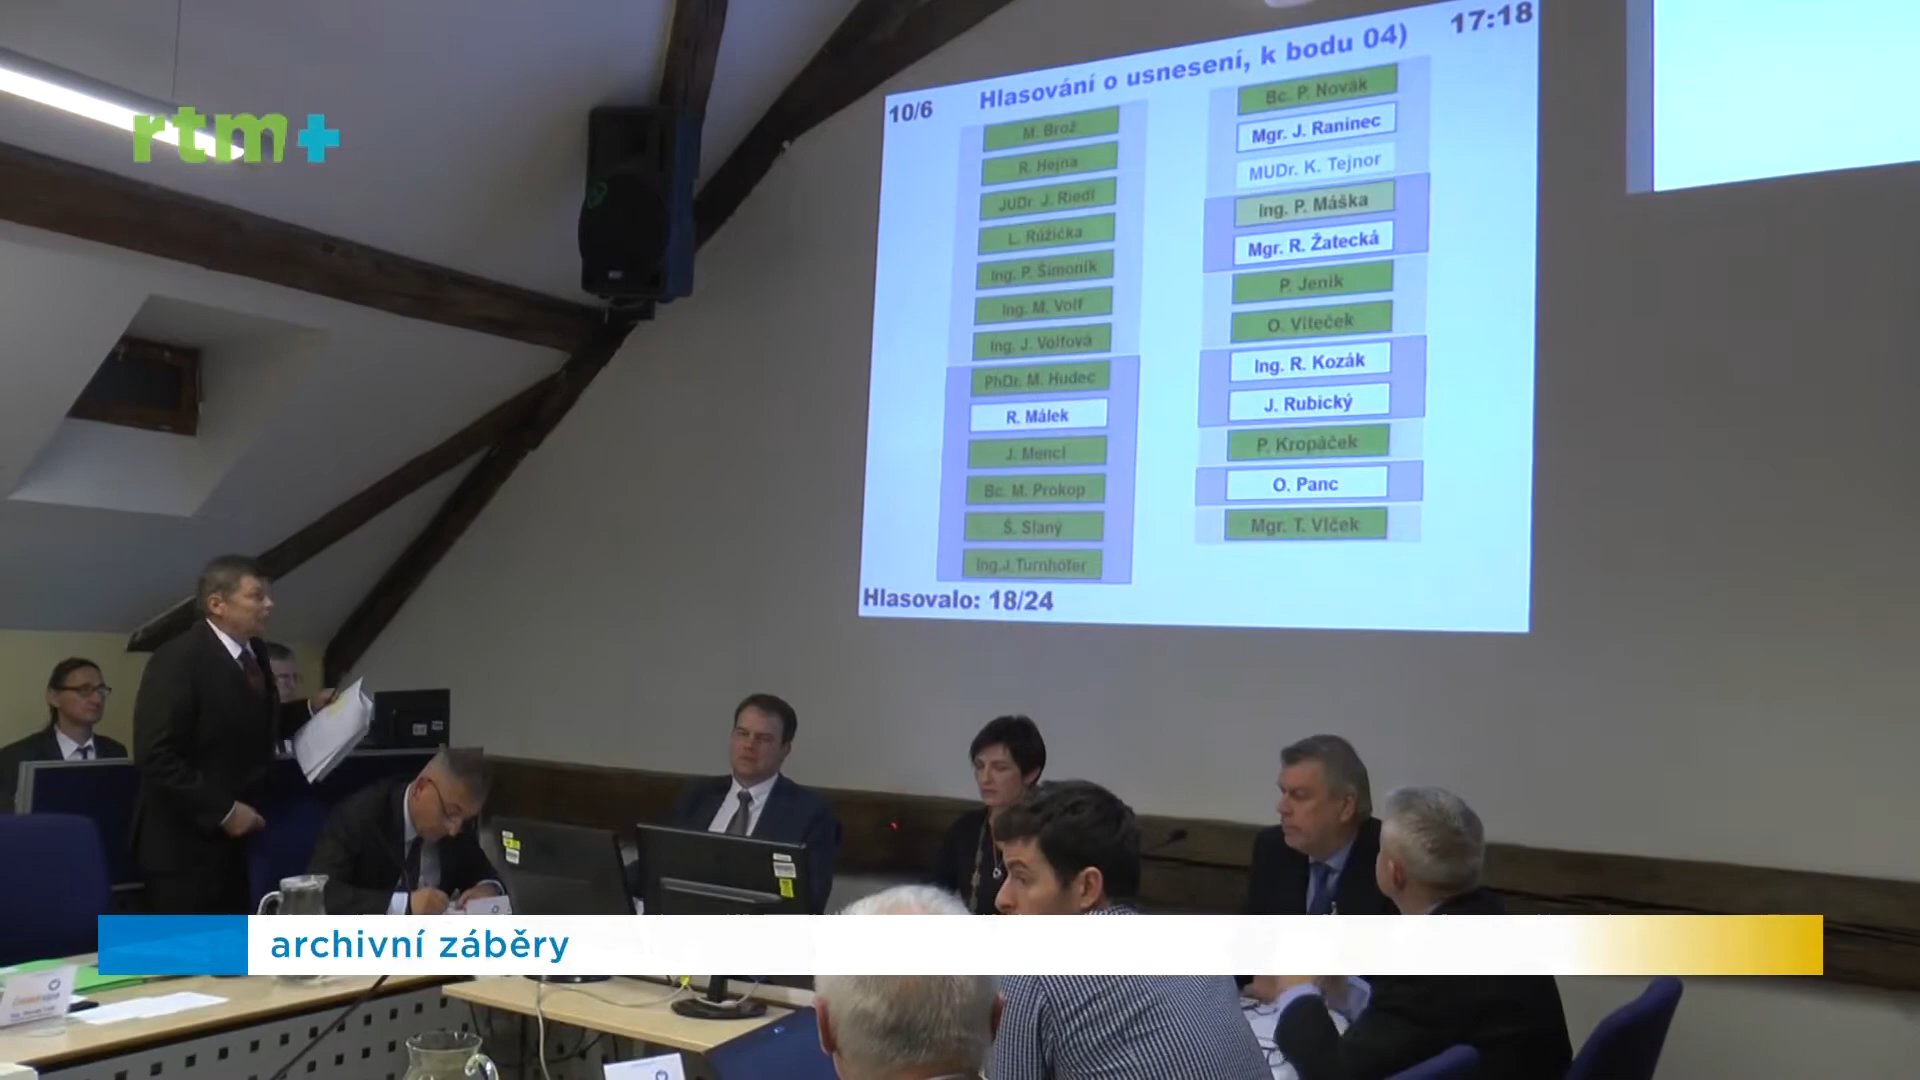 rtm+
17:18
Hlasování o usnesení, k bodu 04)
10/6
M. Brož
R. Hejna
JUDr. J. Riedl
L. Růžička
Ing. P. Šimoník
Ing. M. Volf
Ing. J. Volfová
PhDr. M. Hudec
R. Málek
J. Mencl
Bc. M. Prokop
Š. Slaný
Ing.J.Turnhöfer
Bc. P. Novák
Mgr. J. Raninec
MUDr. K. Tejnor
Ing. P. Máška
Mgr. R. Žatecká
P. Jeník
O. Viteček
Ing. R. Kozák
J. Rubický
P. Kropáček
O. Panc
Mgr. T. Vlček
Hlasovalo: 18/24
archivní záběry